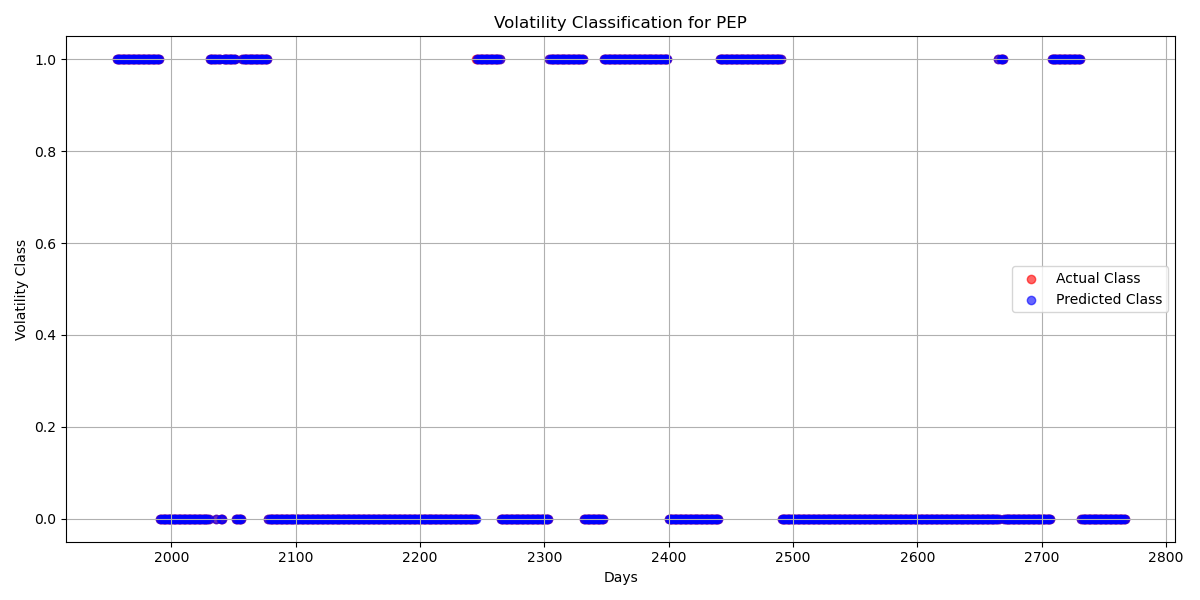 Volatility Classification for PEP
1.0
0.8
0.6
0.4
0.2
0.0
Volatility Class
Actual Class
Predicted Class
2000 2100 2200 2300 2400 2500 2600 2700 2800
Days